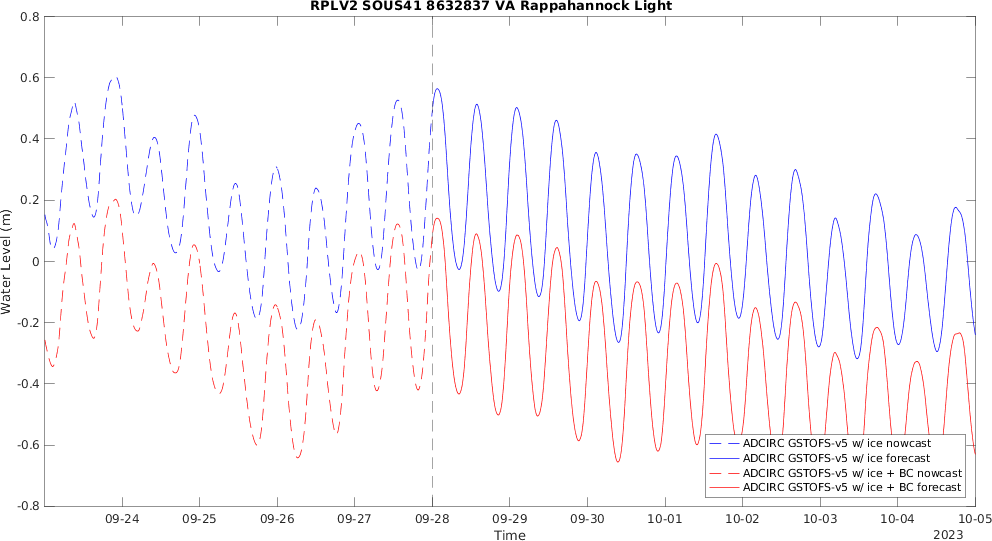 RPLV2 SOUS41 8632837 VA Rappahannock Light
0.8
0.6
0.4
0.2
0
-0.2
-0.4
-0.6
-0.8
Water Level (m)
ADCIRC GSTOFS-v5 w/ ice nowcast
ADCIRC GSTOFS-v5 w/ ice forecast
ADCIRC GSTOFS-v5 w/ ice + BC nowcast
ADCIRC GSTOFS-v5 w/ ice + BC forecast
09-24 09-25 09-26 09-27 09-28 09-29 09-30 10-01 10-02 10-03 10-04 10-05
Time
2023